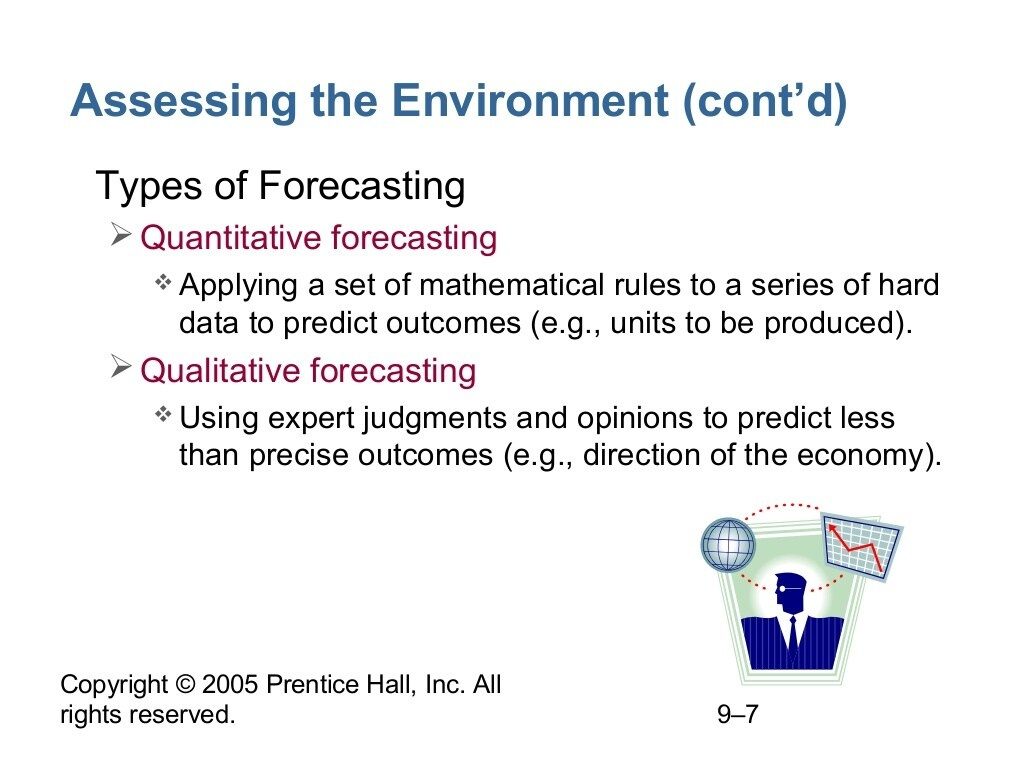 Assessing the Environment (cont’d)
Types of Forecasting
Quantitative forecasting
Applying a set of mathematical rules to a series of hard
data to predict outcomes (e.g., units to be produced).
Qualitative forecasting
Using expert judgments and opinions to predict less
than precise outcomes (e.g., direction of the economy).
Copyright © 2005 Prentice Hall, Inc. All
rights reserved.
9–7